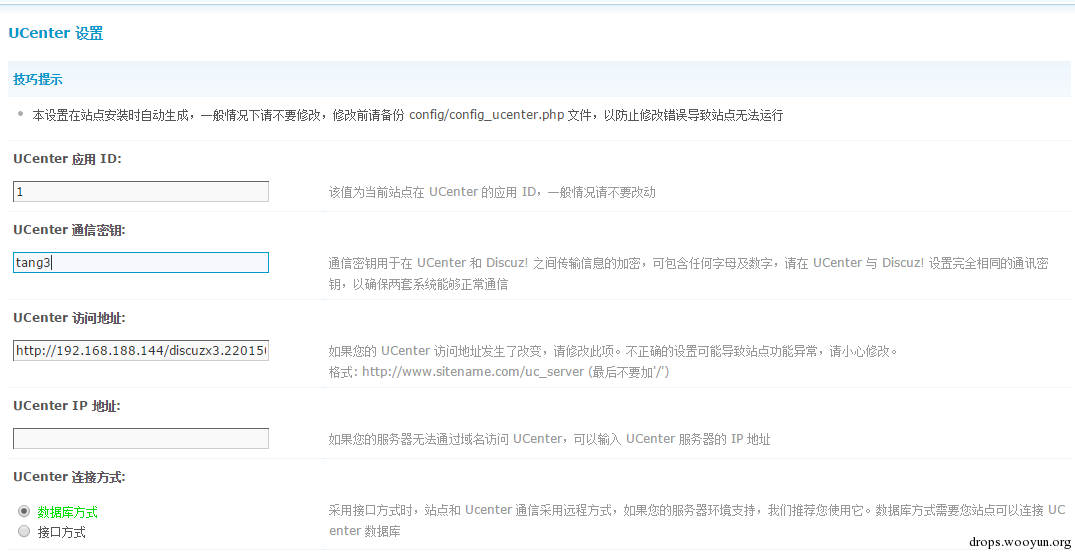 UCenter 设置
技巧提示
本设置在站点安装时自动生成，一般情况下请不要修改，修改前请备份 config/config_ucenter.php 文件，以防止修改错误导致站点无法运行
UCenter 应用 ID:
1
该值为当前站点在 UCenter 的应用 ID，一般情况请不要改动
UCenter 通信密钥:
tang3
通信密钥用于在 UCenter 和 Discuz! 之间传输信息的加密，可包含任何字母及数字，请在 UCenter 与 Discuz! 设置完全相同的通讯密
钥，以确保两套系统能够正常通信
UCenter 访问地址:
http://192.168.188.144/discuzx3.220150
如果您的 UCenter 访问地址发生了改变，请修改此项。不正确的设置可能导致站点功能异常，请小心修改。
格式: http://www.sitename.com/uc_server (最后不要加'/')
UCenter IP 地址:
如果您的服务器无法通过域名访问 UCenter，可以输入 UCenter 服务器的 IP 地址
UCenter 连接方式:
数据库方式
接口方式
采用接口方式时，站点和 Ucenter 通信采用远程方式，如果您的服务器环境支持，我们推荐您使用它。数据库方式需要您站点可以连接 UC
enter 数据库
drops.wooyun.org